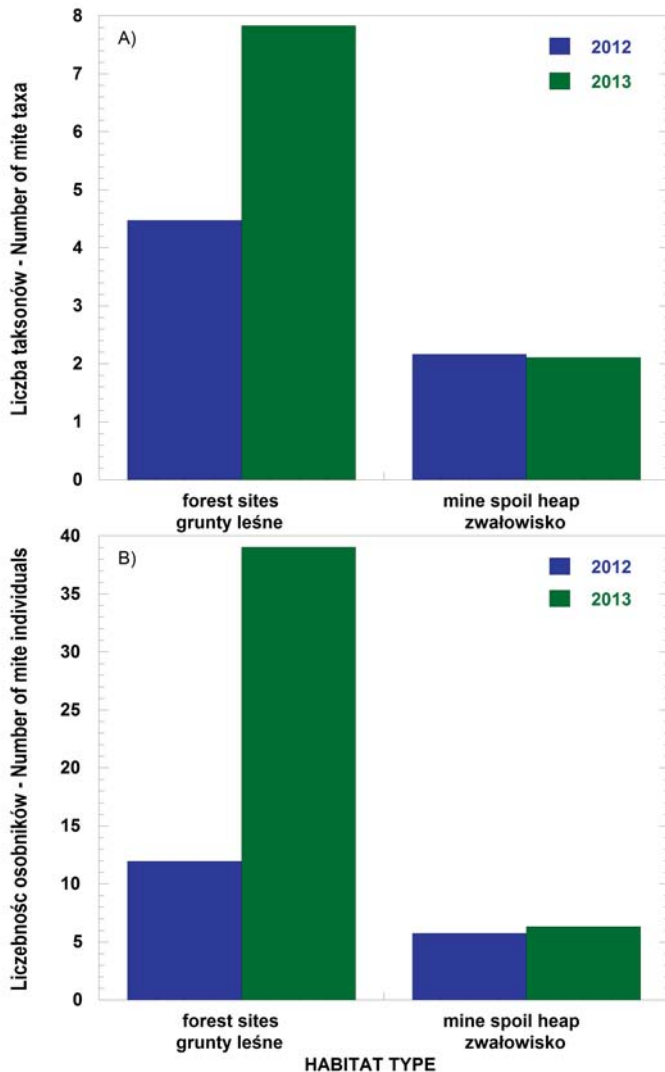 Liczba taksonów - Number of mite taxa
A)
2012
2013
8
7
6
5
4
3
2
1
0
forest sites
grunty leśne
mine spoil heap
zwałowisko
Liczebnośc osobników - Number of mite individuals
B)
2012
2013
40
35
30
25
20
15
10
5
0
forest sites
grunty leśne
mine spoil heap
zwałowisko
HABITAT TYPE